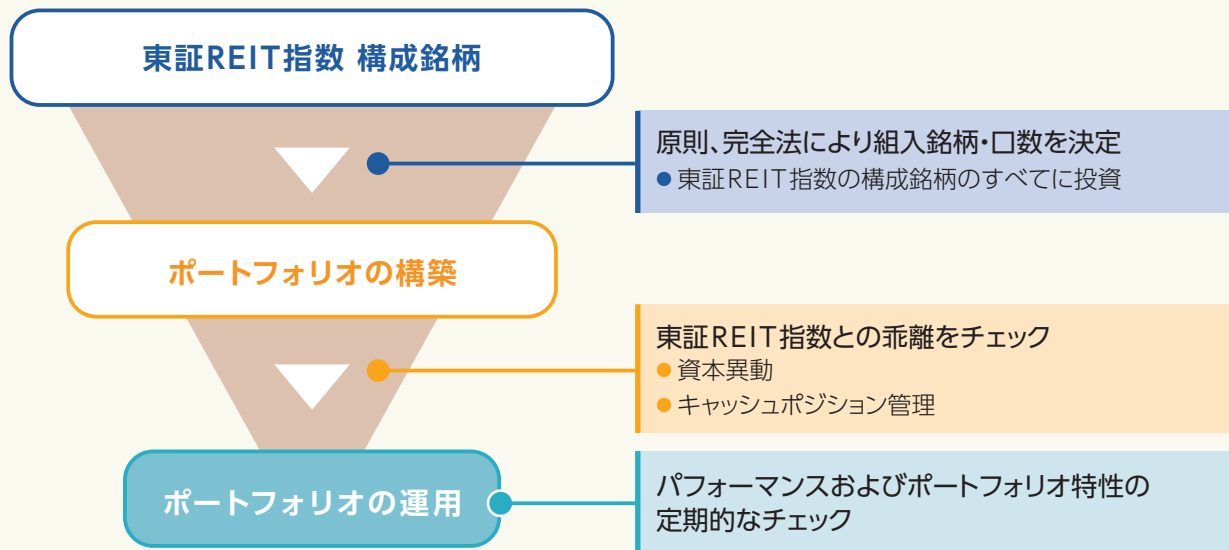 東証REIT指数 構成銘柄
原則、完全法により組入銘柄・口数を決定
● 東証REIT指数の構成銘柄のすべてに投資
ポートフォリオの構築
東証REIT指数との乖離をチェック
● 資本異動
● キャッシュポジション管理
ポートフォリオの運用
パフォーマンスおよびポートフォリオ特性の
定期的なチェック